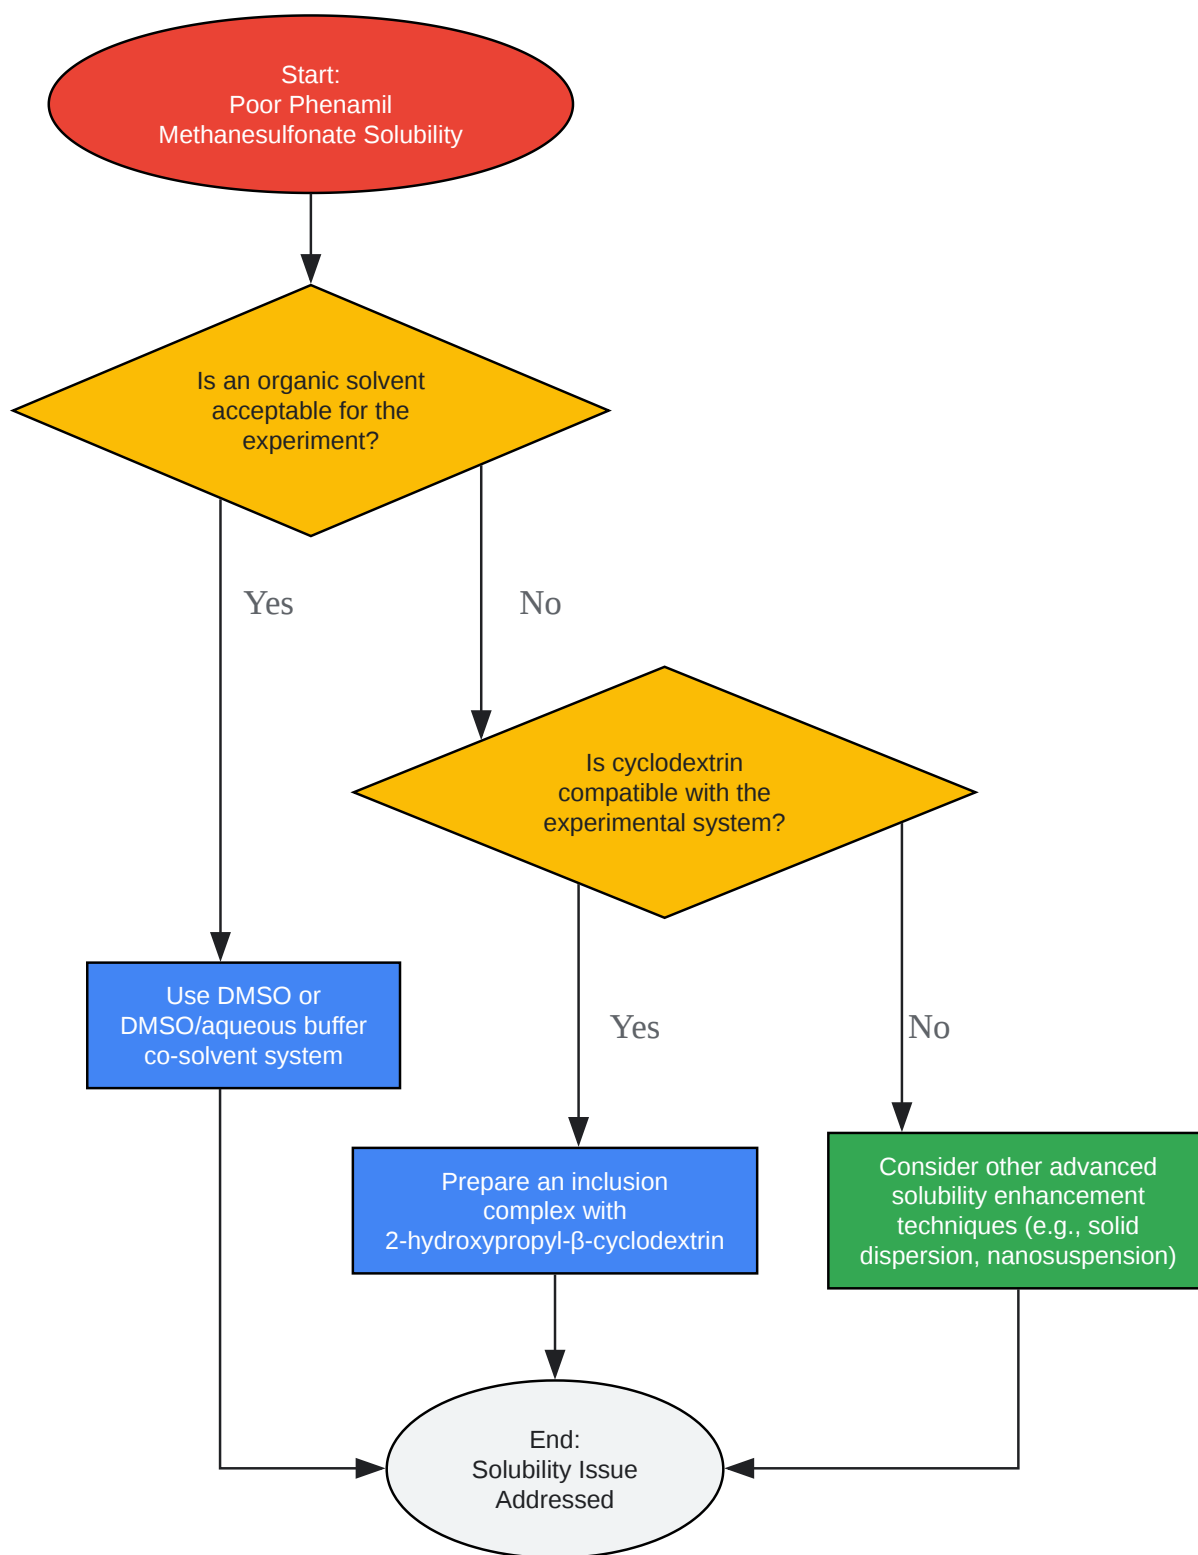 Start:
Poor Phenamil
Methanesulfonate Solubility
Is an organic solvent
acceptable for the
experiment?
Yes
No
Is cyclodextrin
compatible with the
experimental system?
Use DMSO or
DMSO/aqueous buffer
co-solvent system
Yes
No
Prepare an inclusion
complex with
2-hydroxypropyl-β-cyclodextrin
Consider other advanced
solubility enhancement
techniques (e.g., solid
dispersion, nanosuspension)
End:
Solubility Issue
Addressed